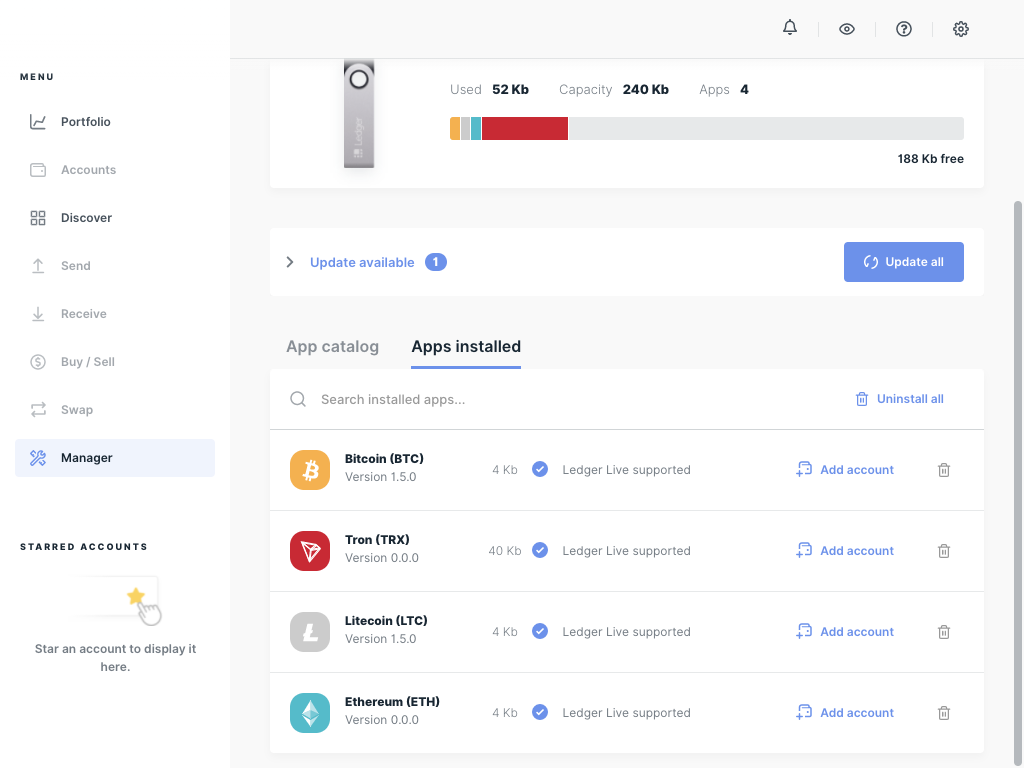 MENU
Portfolio
Accounts
Discover
Send
Receive
Buy / Sell
Swap
Manager
STARRED ACCOUNTS
Star an account to display it
here.
Ledger
Used 52 Kb Capacity 240 Kb Apps 4
188 Kb free
Update available 1
Update all
App catalog Apps installed
Search installed apps...
Uninstall all
Bitcoin (BTC)
Version 1.5.0
4 Kb Ledger Live supported Add account
Tron (TRX)
Version 0.0.0
40 Kb Ledger Live supported Add account
Litecoin (LTC)
Version 1.5.0
4 Kb Ledger Live supported Add account
Ethereum (ETH)
Version 0.0.0
4 Kb Ledger Live supported Add account